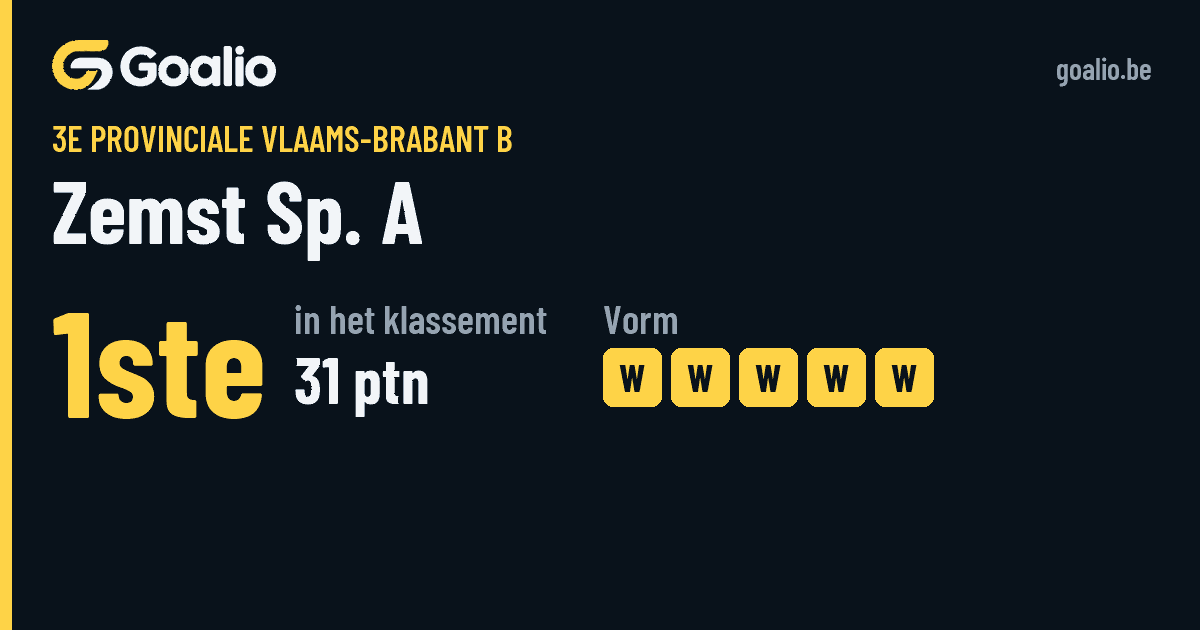 Goalio
goalio.be
3E PROVINCIALE VLAAMS-BRABANT B
Zemst Sp. A
1ste
in het klassement
31 ptn
Vorm
W W W W W